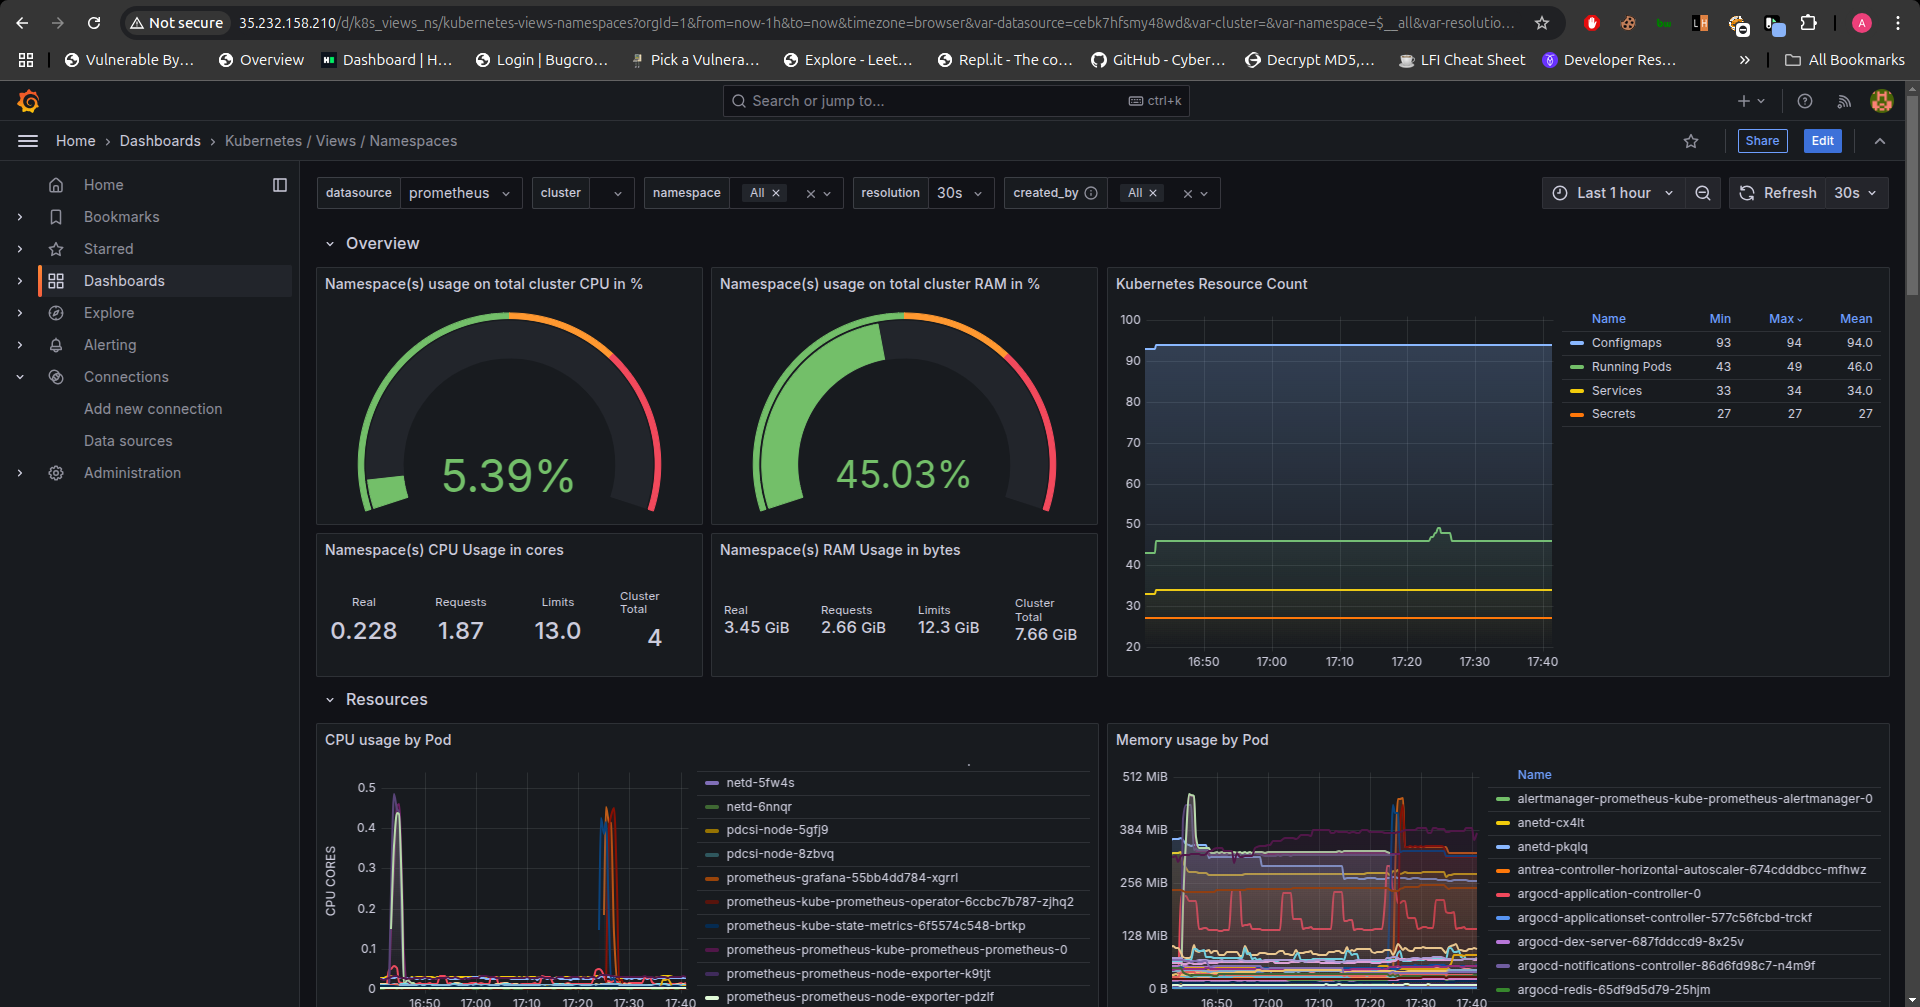 Not secure 35.232.158.210/d/k8s_views_ns/kubernetes-views-namespaces?orgId=1&from=now-1h&to=now&timezone=browser&var-datasource=cebk7hfsmy48wd&var-cluster=&var-namespace=$__all&var-resolutio...
A
Vulnerable By... Overview Dashboard | H... Login | Bugcro... Pick a Vulnera... Explore - Leet... Repl.it - The co... GitHub - Cyber... Decrypt MD5,... LFI Cheat Sheet Developer Res... » All Bookmarks
Search or jump to... ctrl+k
Home › Dashboards › Kubernetes / Views / Namespaces
Share Edit
Home
Bookmarks
Starred
Dashboards
Explore
Alerting
Connections
Add new connection
Data sources
Administration
datasource prometheus cluster namespace All resolution 30s created_by All Last 1 hour Refresh 30s
Overview
Namespace(s) usage on total cluster CPU in %
5.39%
Namespace(s) usage on total cluster RAM in %
45.03%
Kubernetes Resource Count
100
90
80
70
60
50
40
30
20
16:50 17:00 17:10 17:20 17:30 17:40
Name Min Max Mean
Configmaps 93 94 94.0
Running Pods 43 49 46.0
Services 33 34 34.0
Secrets 27 27 27
Namespace(s) CPU Usage in cores
Real Requests Limits Cluster Total
0.228 1.87 13.0 4
Namespace(s) RAM Usage in bytes
Real Requests Limits Cluster Total
3.45 GiB 2.66 GiB 12.3 GiB 7.66 GiB
Resources
CPU usage by Pod
CPU CORES
0.5
0.4
0.3
0.2
0.1
0
16:50 17:00 17:10 17:20 17:30 17:40
netd-5fw4s
netd-6nnqr
pdcsi-node-5gfj9
pdcsi-node-8zbvq
prometheus-grafana-55bb4dd784-xgrrl
prometheus-kube-prometheus-operator-6ccbc7b787-zjhq2
prometheus-kube-state-metrics-6f5574c548-brtkp
prometheus-prometheus-kube-prometheus-prometheus-0
prometheus-prometheus-node-exporter-k9tjt
prometheus-prometheus-node-exporter-pdzlf
Memory usage by Pod
512 MiB
384 MiB
256 MiB
128 MiB
0 B
16:50 17:00 17:10 17:20 17:30 17:40
Name
alertmanager-prometheus-kube-prometheus-alertmanager-0
anetd-cx4lt
anetd-pkqlq
antrea-controller-horizontal-autoscaler-674cdddbcc-mfhwz
argocd-application-controller-0
argocd-applicationset-controller-577c56fcbd-trckf
argocd-dex-server-687fddccd9-8x25v
argocd-notifications-controller-86d6fd98c7-n4m9f
argocd-redis-65df9d5d79-25hjm